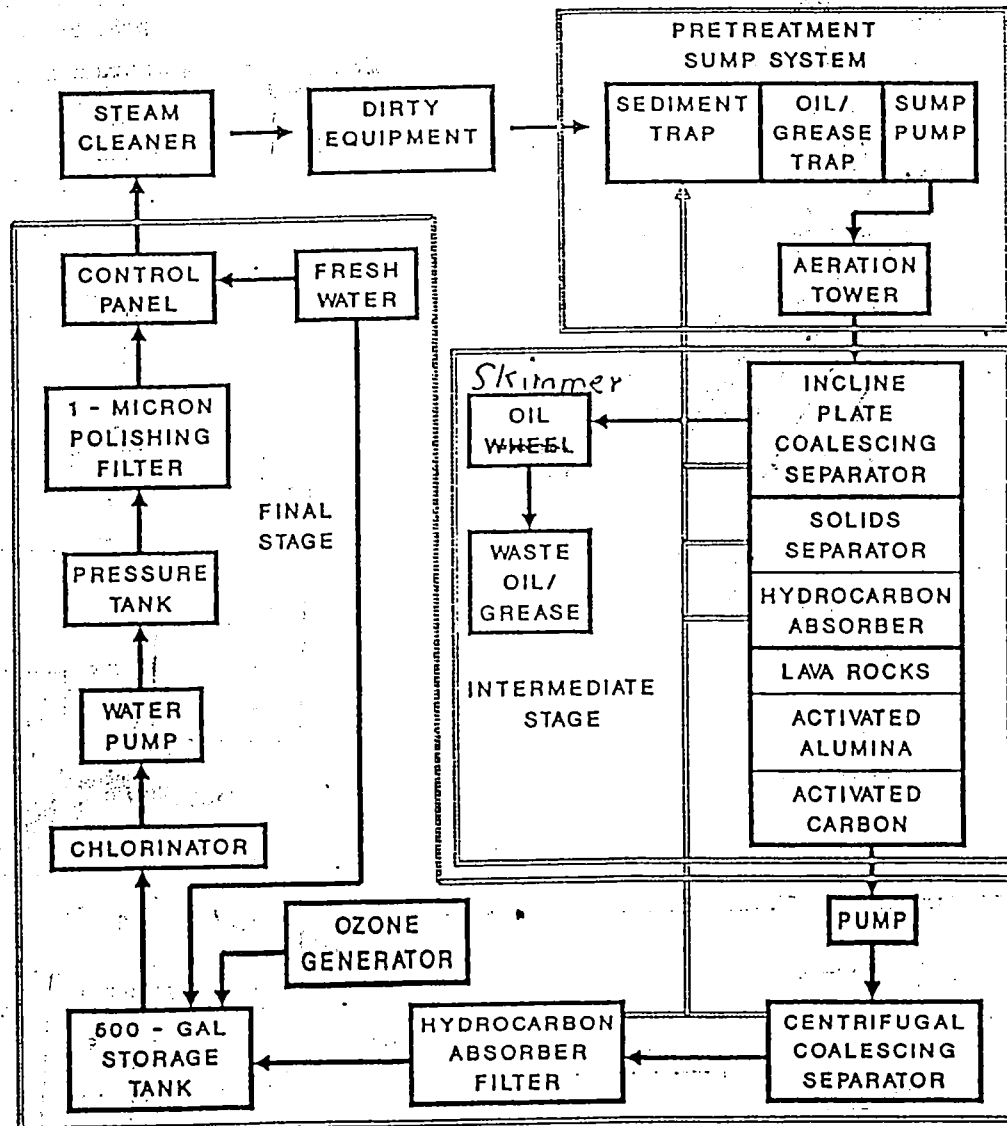 PRETREATMENT
SUMP SYSTEM
STEAM
CLEANER
DIRTY
EQUIPMENT
SEDIMENT
TRAP
OIL/
GREASE
TRAP
SUMP
PUMP
AERATION
TOWER
CONTROL
PANEL
FRESH
WATER
Skimmer
OIL
WHEEL
INCLINE
PLATE
COALESCING
SEPARATOR
1 - MICRON
POLISHING
FILTER
FINAL
STAGE
SOLIDS
SEPARATOR
WASTE
OIL/
GREASE
PRESSURE
TANK
HYDROCARBON
ABSORBER
LAVA ROCKS
INTERMEDIATE
STAGE
WATER
PUMP
ACTIVATED
ALUMINA
ACTIVATED
CARBON
CHLORINATOR
PUMP
OZONE
GENERATOR
500 - GAL
STORAGE
TANK
HYDROCARBON
ABSORBER
FILTER
CENTRIFUGAL
COALESCING
SEPARATOR